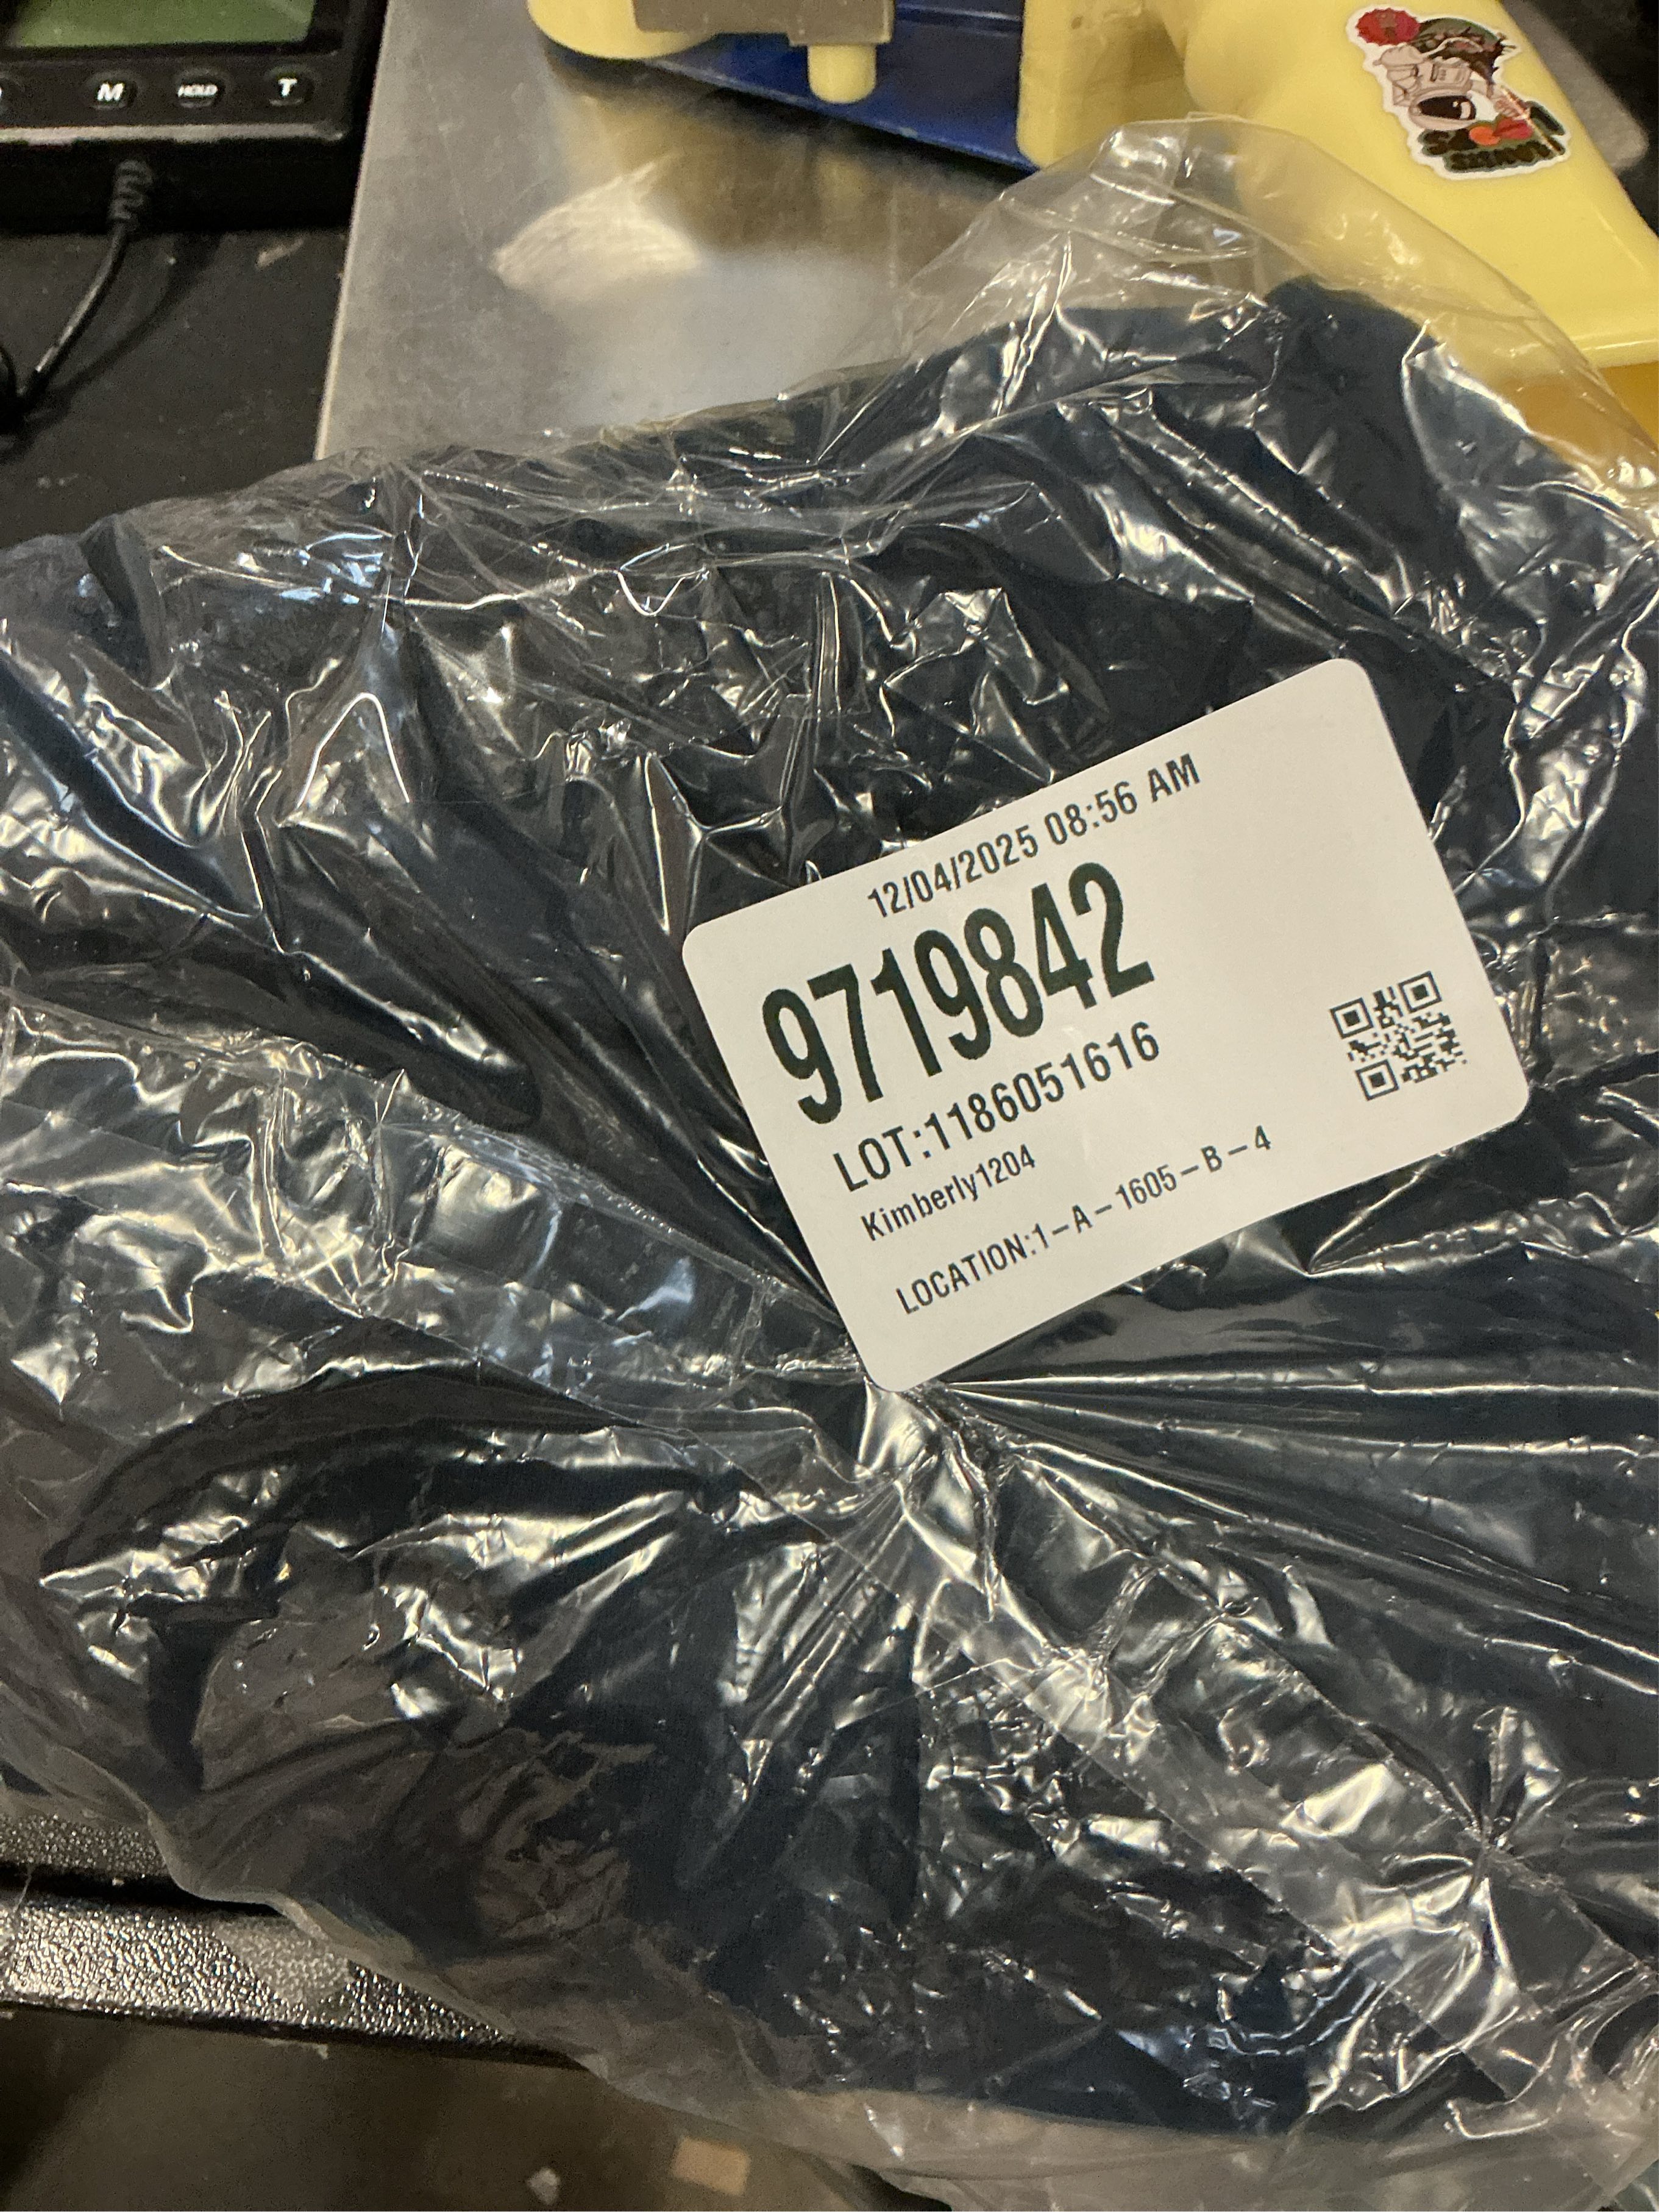 M HOLD T
12/04/2025 08:56 AM
9719842
LOT:1186051616
Kimberly1204
LOCATION:1-A-1605-B-4